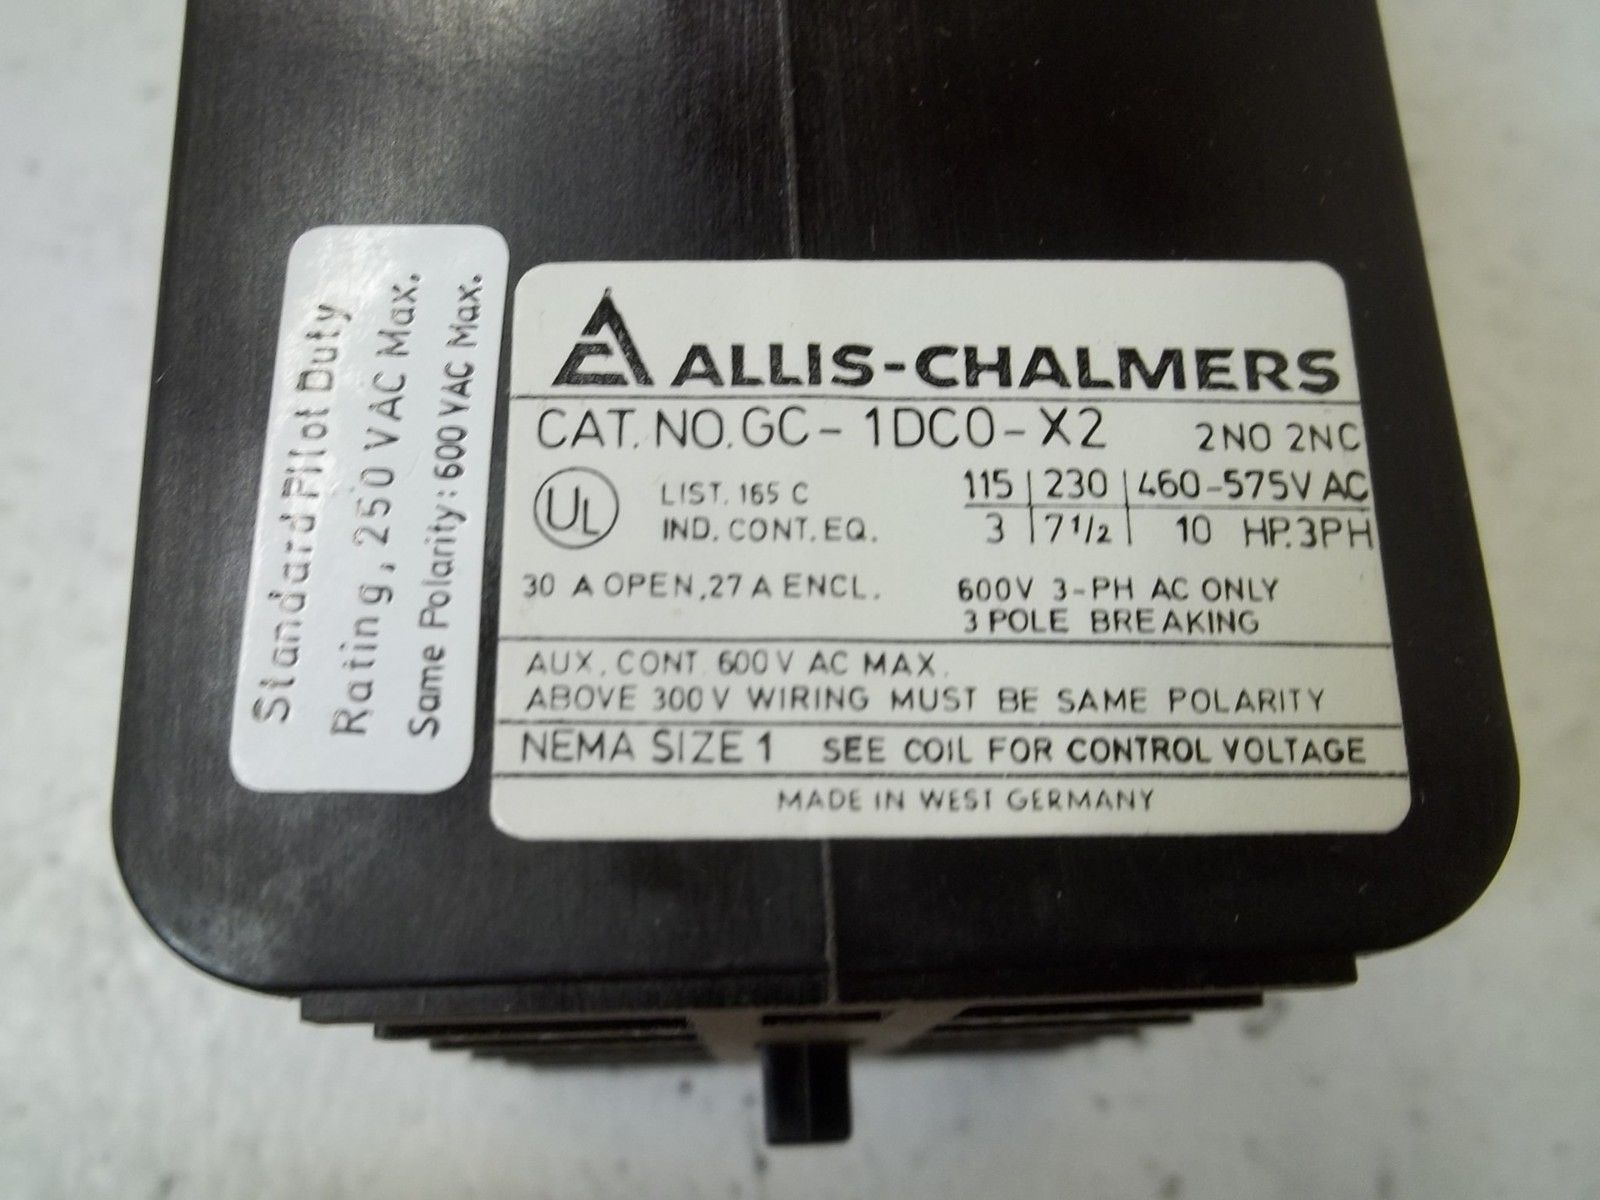 Standard Pilot Duty
Rating, 250 VAC Max.
Same Polarity: 600 VAC Max.
ALLIS-CHALMERS
CAT. NO. GC-1DC0-X2 2NO 2NC
UL LIST. 165 C 115 | 230 | 460-575V AC
IND. CONT. EQ. 3 | 7 1/2 | 10 HP. 3PH
30 A OPEN, 27 A ENCL. 600V 3-PH AC ONLY
3 POLE BREAKING
AUX. CONT. 600 V AC MAX.
ABOVE 300 V WIRING MUST BE SAME POLARITY
NEMA SIZE 1 SEE COIL FOR CONTROL VOLTAGE
MADE IN WEST GERMANY